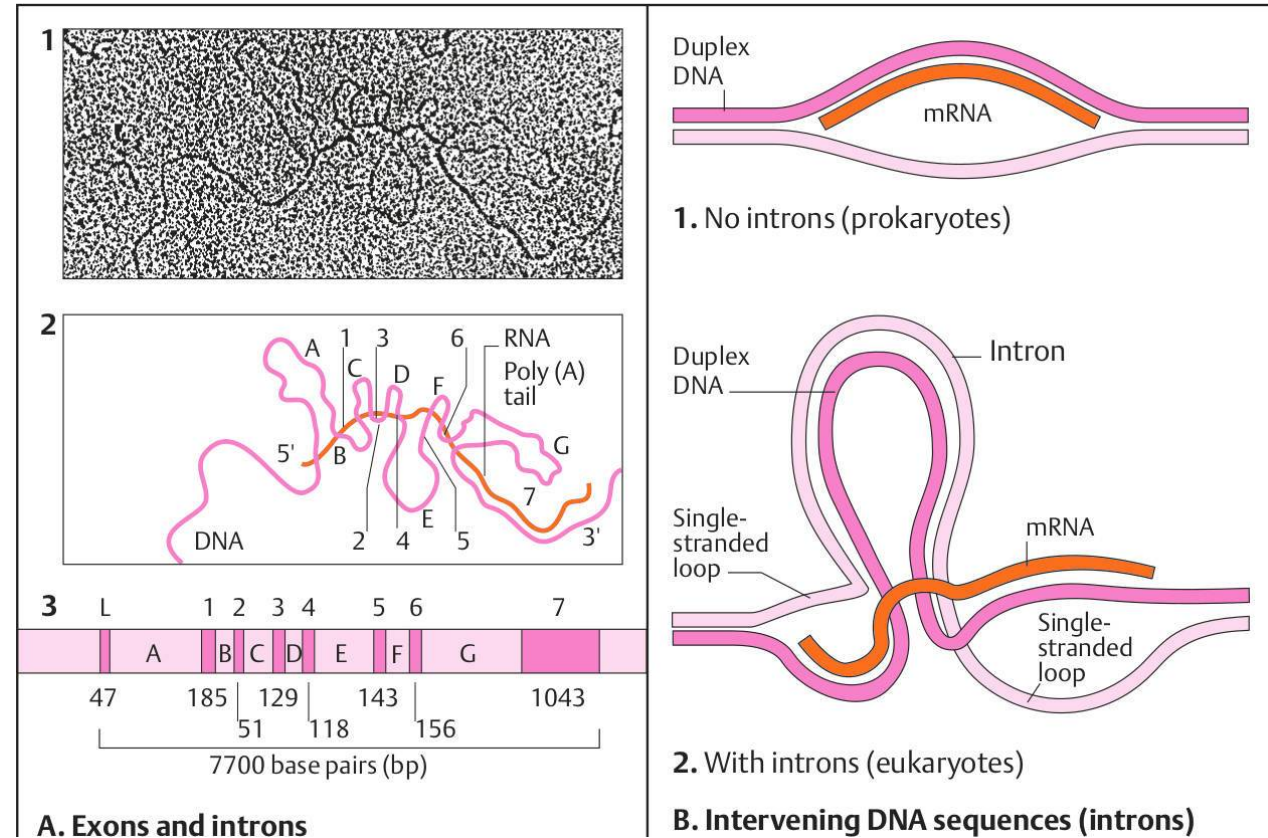 1
2
1 3 6 RNA
A C D F Poly (A)
tail
5' B G
7
E
DNA 2 4 5 3'
3 L 1 2 3 4 5 6 7
A B C D E F G
47 185 129 143 1043
51 118 156
7700 base pairs (bp)
A. Exons and introns
Duplex
DNA
mRNA
1. No introns (prokaryotes)
Duplex
DNA
Intron
Single-
stranded
loop
mRNA
Single-
stranded
loop
2. With introns (eukaryotes)
B. Intervening DNA sequences (introns)